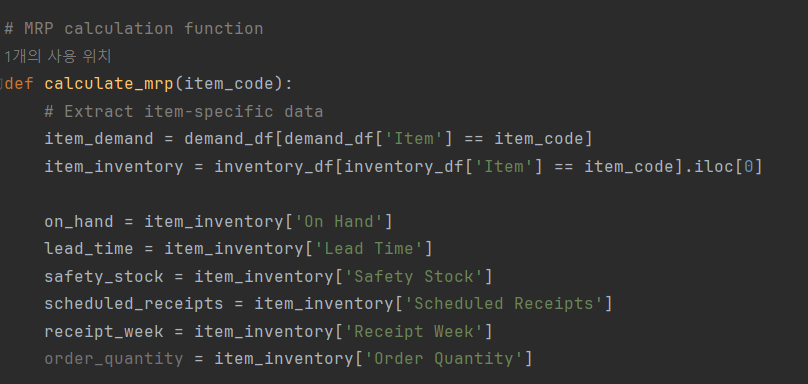 # MRP calculation function
1개의 사용 위치
def calculate_mrp(item_code):
    # Extract item-specific data
    item_demand = demand_df[demand_df['Item'] == item_code]
    item_inventory = inventory_df[inventory_df['Item'] == item_code].iloc[0]

    on_hand = item_inventory['On Hand']
    lead_time = item_inventory['Lead Time']
    safety_stock = item_inventory['Safety Stock']
    scheduled_receipts = item_inventory['Scheduled Receipts']
    receipt_week = item_inventory['Receipt Week']
    order_quantity = item_inventory['Order Quantity']